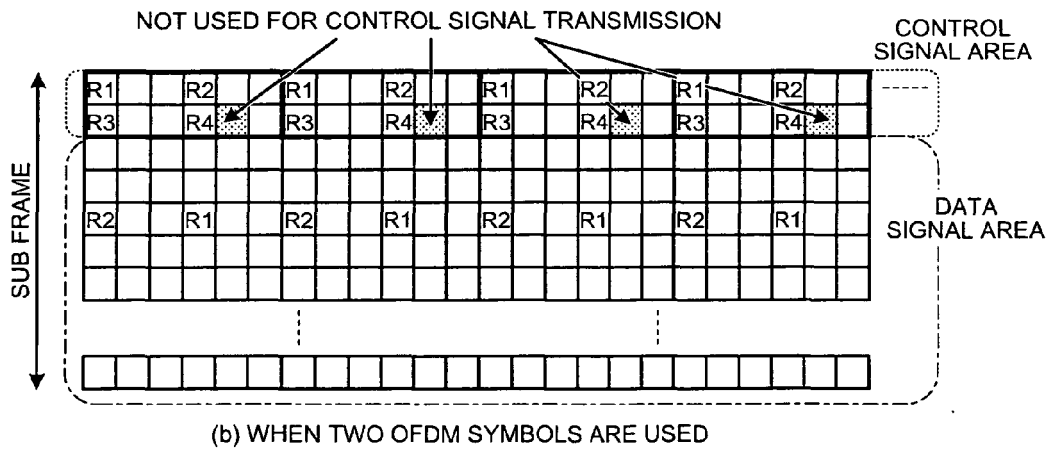 NOT USED FOR CONTROL SIGNAL TRANSMISSION
CONTROL
SIGNAL AREA
R1 R2 R1 R2 R1 R2 R1 R2
R3 R4 R3 R4 R3 R4 R3 R4
R2 R1 R2 R1 R2 R1 R2 R1
DATA
SIGNAL AREA
SUB FRAME
(b) WHEN TWO OFDM SYMBOLS ARE USED